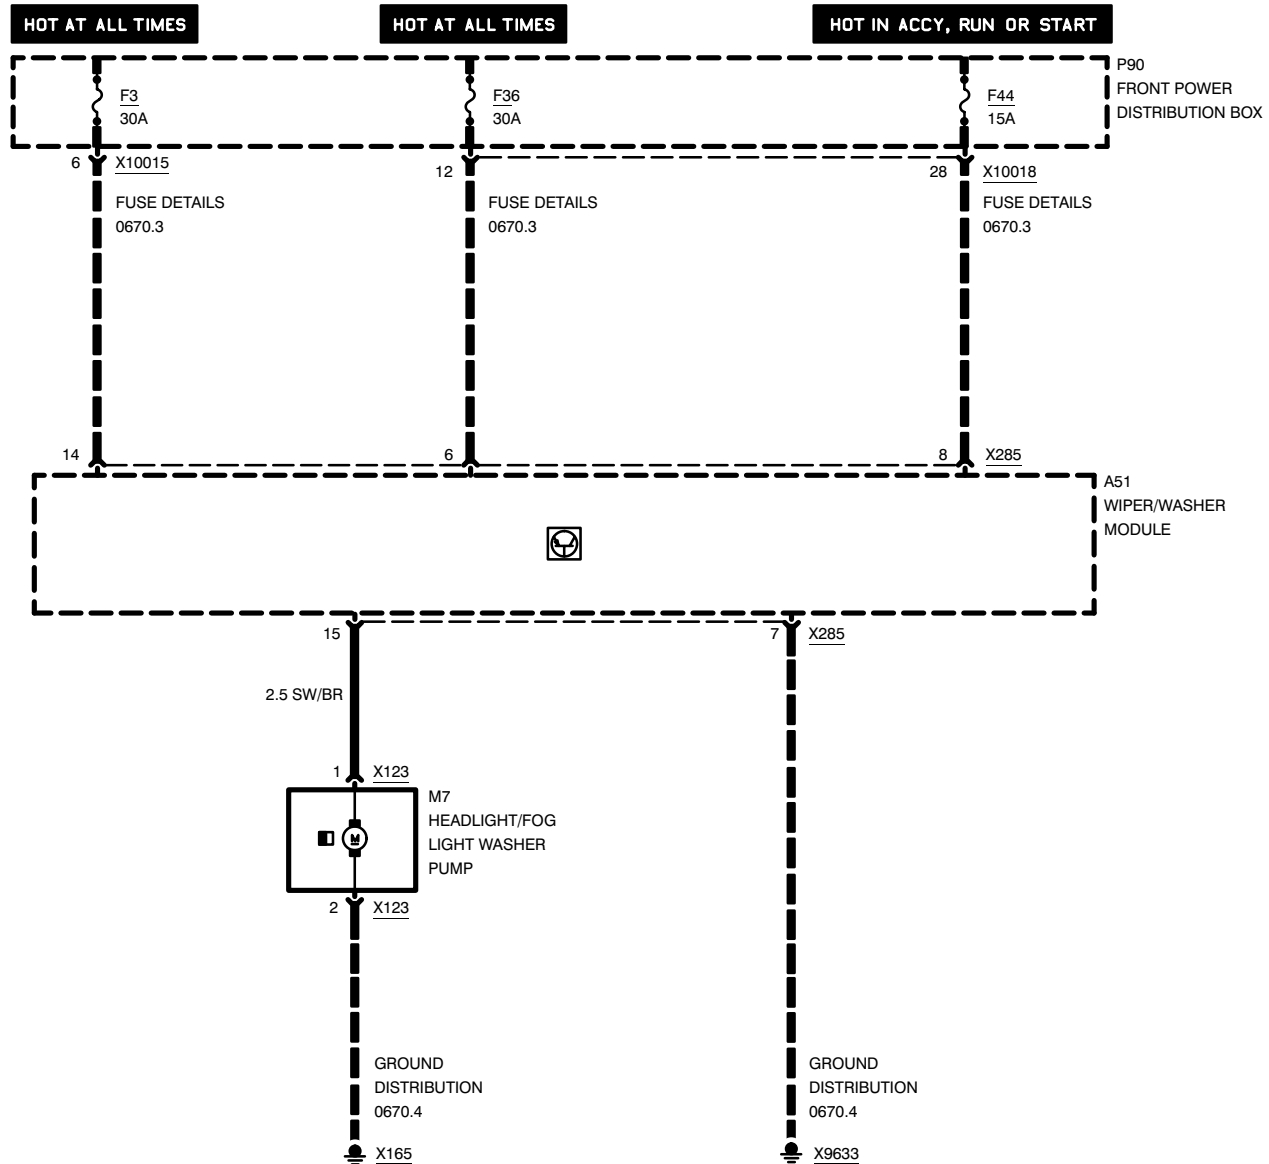 HOT AT ALL TIMES
HOT AT ALL TIMES
HOT IN ACCY, RUN OR START
P90
FRONT POWER
DISTRIBUTION BOX
F3
30A
F36
30A
F44
15A
6
X10015
12
28
X10018
FUSE DETAILS
0670.3
FUSE DETAILS
0670.3
FUSE DETAILS
0670.3
14
6
8
X285
A51
WIPER/WASHER
MODULE
15
7
X285
2.5 SW/BR
1
X123
M7
HEADLIGHT/FOG
LIGHT WASHER
PUMP
M
2
X123
GROUND
DISTRIBUTION
0670.4
GROUND
DISTRIBUTION
0670.4
X165
X9633